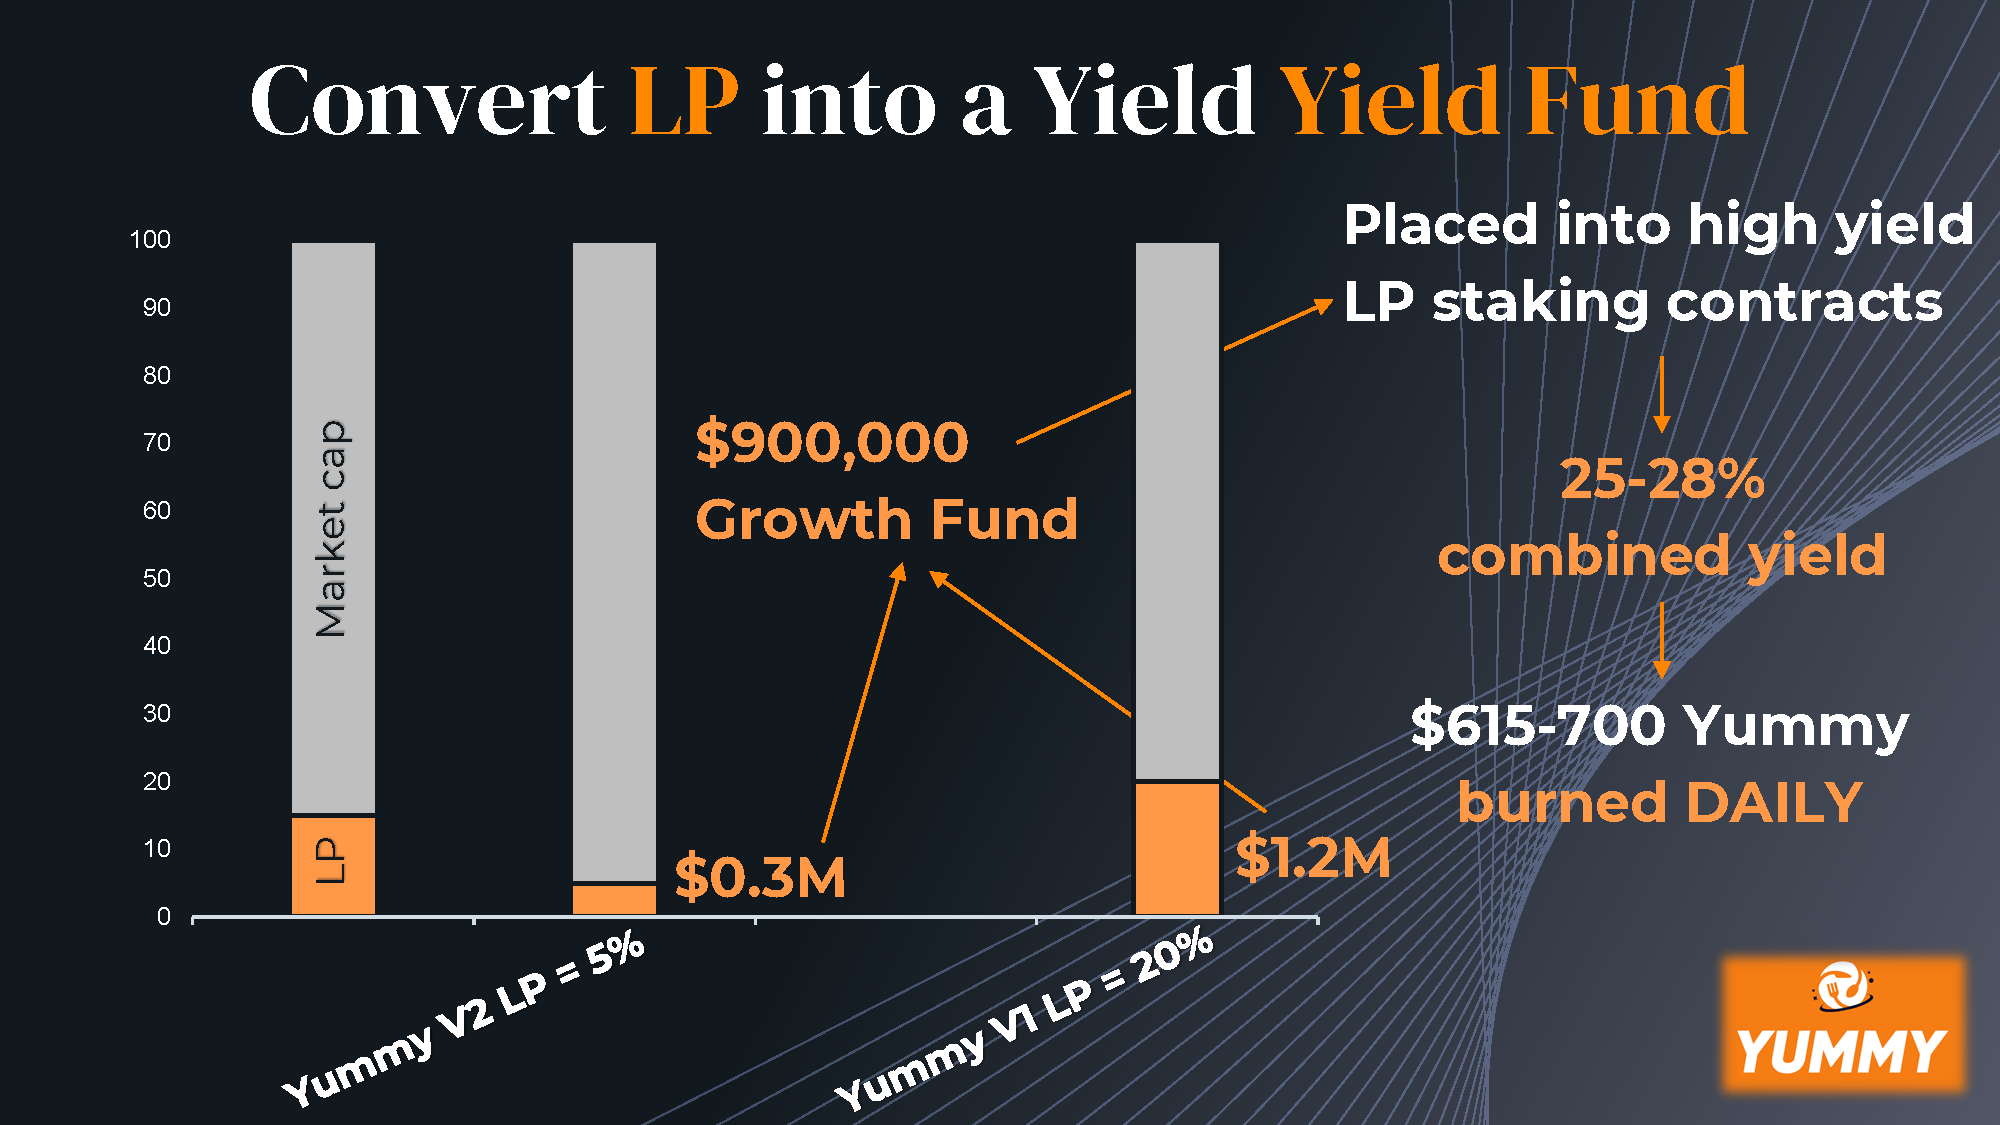 Convert LP into a Yield Yield Fund
Placed into high yield
LP staking contracts
100
90
80
70
60
50
40
30
20
10
0
Market cap
LP
$900,000
Growth Fund
25-28%
combined yield
$615-700 Yummy
burned DAILY
$0.3M
$1.2M
Yummy V2 LP = 5%
Yummy V1 LP = 20%
YUMMY